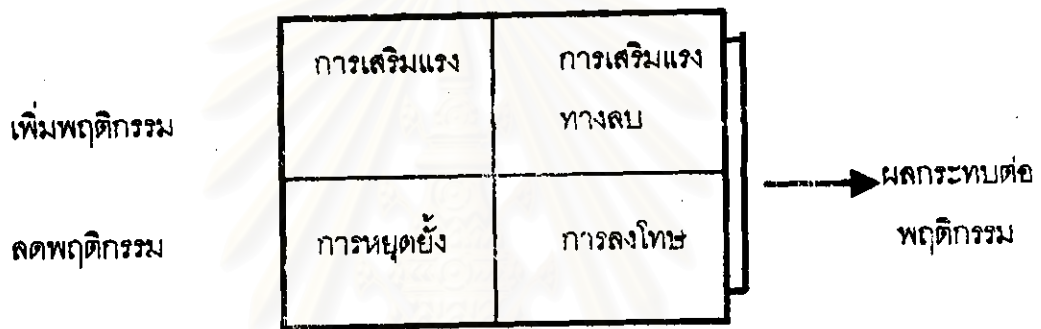 การเสริมแรง
การเสริมแรง
ทางลบ
เพิ่มพฤติกรรม
ผลกระทบต่อ
พฤติกรรม
ลดพฤติกรรม
การหยุดยั้ง
การลงโทษ